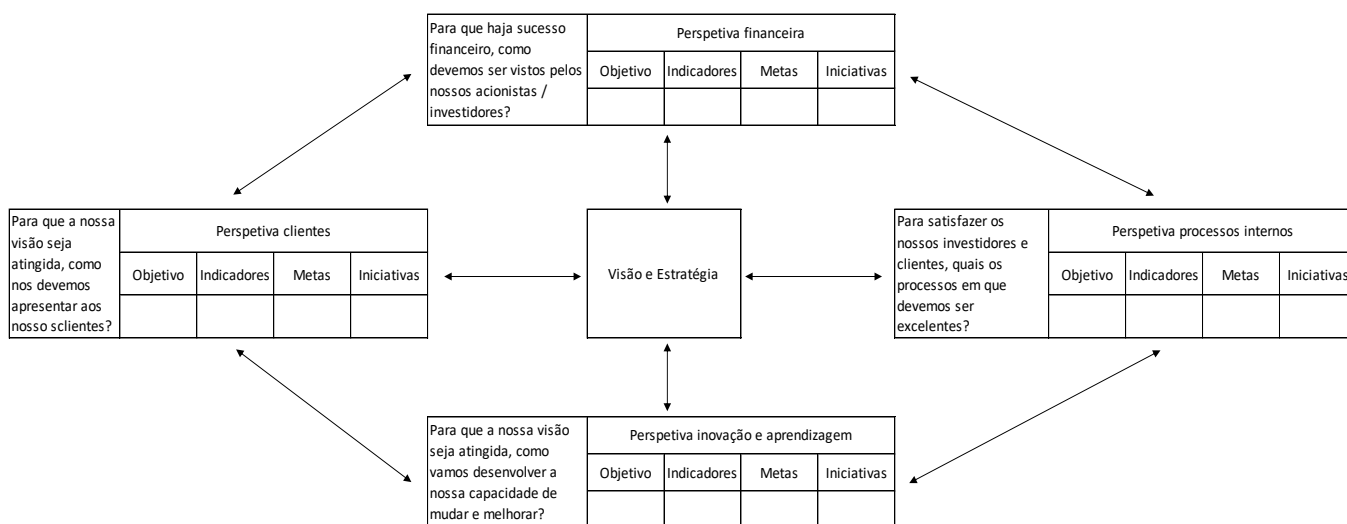 Para que haja sucesso
financeiro, como
devemos ser vistos pelos
nossos acionistas /
investidores?
Perspetiva financeira
Objetivo Indicadores Metas Iniciativas
Para que a nossa
visão seja
atingida, como
nos devemos
apresentar aos
nosso sclientes?
Perspetiva clientes
Objetivo Indicadores Metas Iniciativas
Visão e Estratégia
Para satisfazer os
nossos investidores e
clientes, quais os
processos em que
devemos ser
excelentes?
Perspetiva processos internos
Objetivo Indicadores Metas Iniciativas
Para que a nossa visão
seja atingida, como
vamos desenvolver a
nossa capacidade de
mudar e melhorar?
Perspetiva inovação e aprendizagem
Objetivo Indicadores Metas Iniciativas